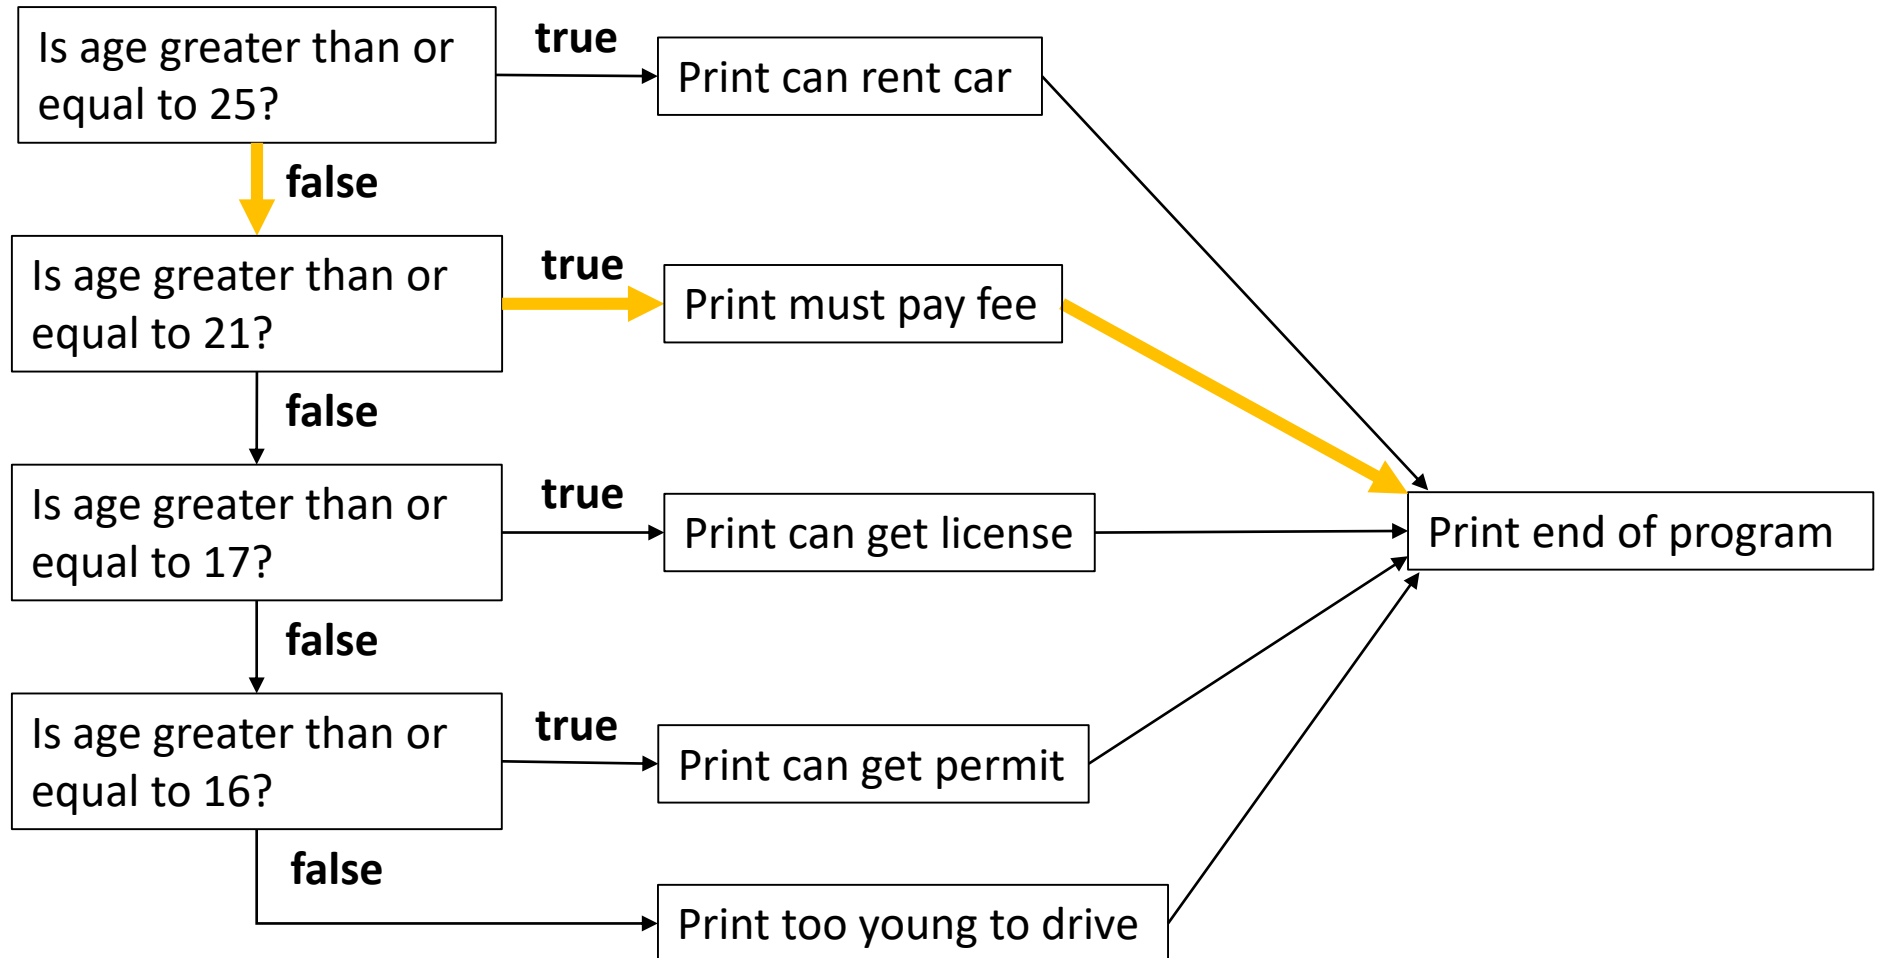 Is age greater than or
equal to 25?
true
Print can rent car
false
Is age greater than or
equal to 21?
true
Print must pay fee
false
Is age greater than or
equal to 17?
true
Print can get license
Print end of program
false
Is age greater than or
equal to 16?
true
Print can get permit
false
Print too young to drive